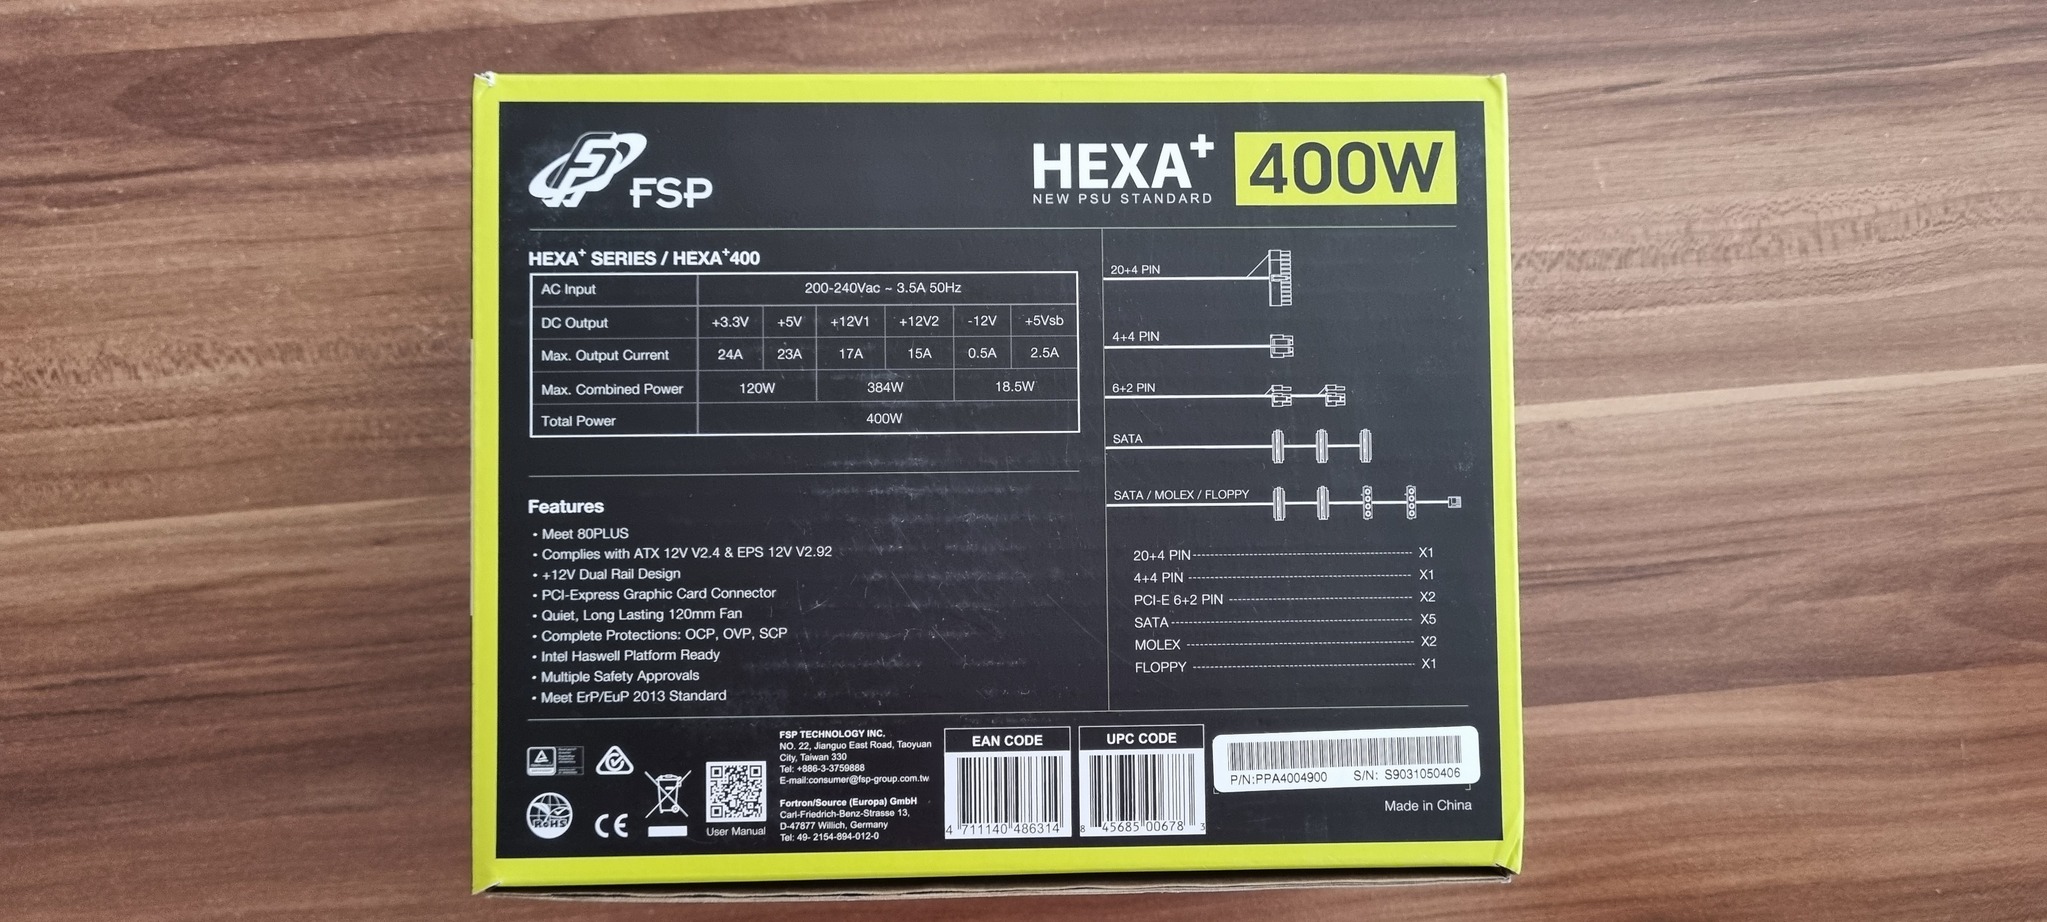 FSP
HEXA+ 400W
NEW PSU STANDARD
HEXA+ SERIES / HEXA+400
AC Input 200-240Vac ~ 3.5A 50Hz
DC Output +3.3V +5V +12V1 +12V2 -12V +5Vsb
Max. Output Current 24A 23A 17A 15A 0.5A 2.5A
Max. Combined Power 120W 384W 18.5W
Total Power 400W
Features
• Meet 80PLUS
• Complies with ATX 12V V2.4 & EPS 12V V2.92
• +12V Dual Rail Design
• PCI-Express Graphic Card Connector
• Quiet, Long Lasting 120mm Fan
• Complete Protections: OCP, OVP, SCP
• Intel Haswell Platform Ready
• Multiple Safety Approvals
• Meet ErP/EuP 2013 Standard
20+4 PIN
4+4 PIN
6+2 PIN
SATA
SATA / MOLEX / FLOPPY
20+4 PIN X1
4+4 PIN X1
PCI-E 6+2 PIN X2
SATA X5
MOLEX X2
FLOPPY X1
RoHS
CE
User Manual
FSP TECHNOLOGY INC.
NO. 22, Jianguo East Road, Taoyuan
City, Taiwan 330
Tel: +886-3-3759888
E-mail:consumer@fsp-group.com.tw
Fortron/Source (Europa) GmbH
Carl-Friedrich-Benz-Strasse 13,
D-47877 Willich, Germany
Tel: 49- 2154-894-012-0
EAN CODE
4 711140 486314
UPC CODE
8 45685 00678 3
P/N:PPA4004900 S/N: S9031050406
Made in China